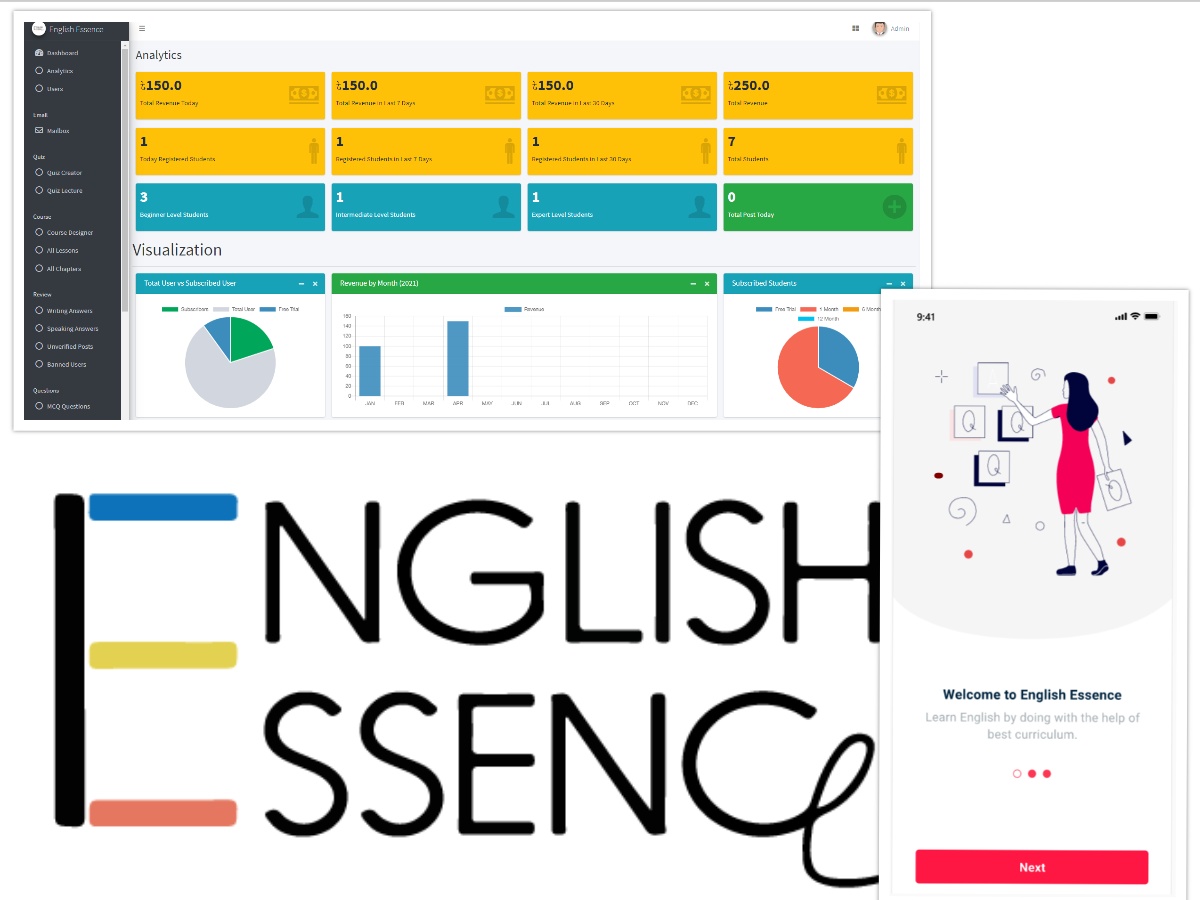 English Essence
Dashboard
Analytics
Users
Email
Mailbox
Quiz
Quiz Creator
Quiz Lecture
Course
Course Designer
All Lessons
All Chapters
Review
Writing Answers
Speaking Answers
Unverified Posts
Banned Users
Questions
MCQ Questions
Admin
Analytics
৳150.0
Total Revenue Today
৳150.0
Total Revenue in Last 7 Days
৳150.0
Total Revenue in Last 30 Days
৳250.0
Total Revenue
1
Today Registered Students
1
Registered Students in Last 7 Days
1
Registered Students in Last 30 Days
7
Total Students
3
Beginner Level Students
1
Intermediate Level Students
1
Expert Level Students
0
Total Post Today
Visualization
Total User vs Subscribed User
Subscribers Total User Free Trial
Revenue by Month (2021)
Revenue
160
140
120
100
80
60
40
20
0
JAN FEB MAR APR MAY JUN JUL AUG SEP OCT NOV DEC
Subscribed Students
Free Trial 1 Month 6 Month
12 Month
ENGLISH
ESSENCe
9:41
Q Q
Q
Q
Welcome to English Essence
Learn English by doing with the help of
best curriculum.
Next